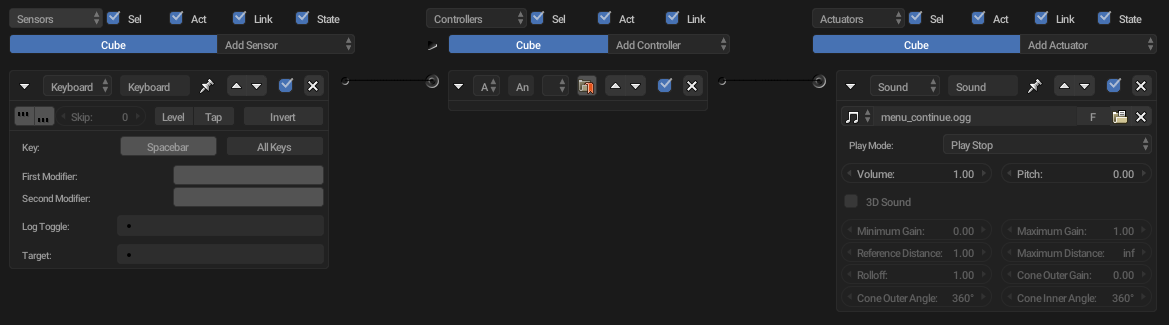 Sensors Sel Act Link State
Cube Add Sensor
Keyboard Keyboard
Skip: 0 Level Tap Invert
Key: Spacebar All Keys
First Modifier:
Second Modifier:
Log Toggle:
Target:
Controllers Sel Act Link
Cube Add Controller
A An
Actuators Sel Act Link State
Cube Add Actuator
Sound Sound
menu_continue.ogg F
Play Mode: Play Stop
Volume: 1.00 Pitch: 0.00
3D Sound
Minimum Gain: 0.00 Maximum Gain: 1.00
Reference Distance: 1.00 Maximum Distance: inf
Rolloff: 1.00 Cone Outer Gain: 0.00
Cone Outer Angle: 360° Cone Inner Angle: 360°